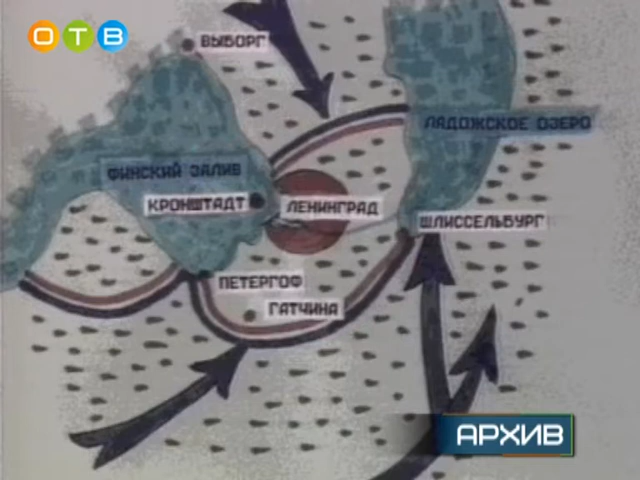 ОТВ
ВЫБОРГ
ЛАДОЖСКОЕ ОЗЕРО
ФИНСКИЙ ЗАЛИВ
КРОНШТАДТ
ЛЕНИНГРАД
ШЛИССЕЛЬБУРГ
ПЕТЕРГОФ
ГАТЧИНА
АРХИВ